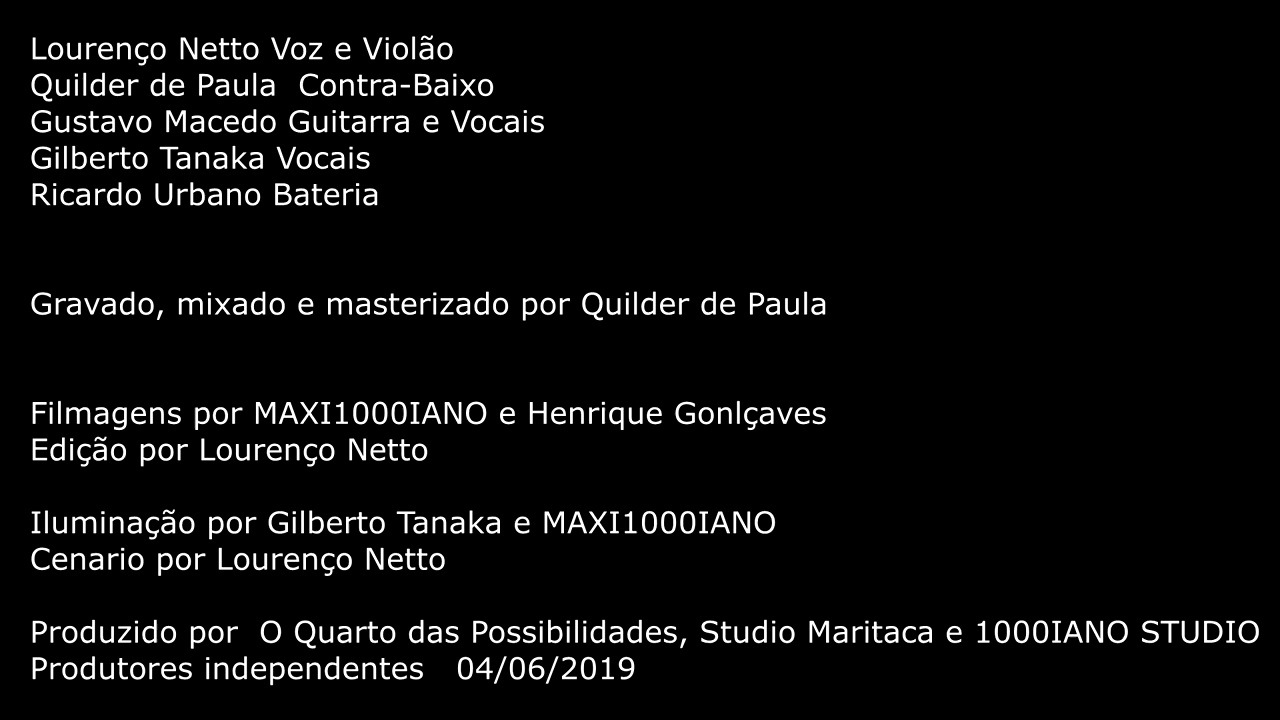 Lourenço Netto Voz e Violão
Quilder de Paula  Contra-Baixo
Gustavo Macedo Guitarra e Vocais
Gilberto Tanaka Vocais
Ricardo Urbano Bateria
Gravado, mixado e masterizado por Quilder de Paula
Filmagens por MAXI1000IANO e Henrique Gonlçaves
Edição por Lourenço Netto
Iluminação por Gilberto Tanaka e MAXI1000IANO
Cenario por Lourenço Netto
Produzido por  O Quarto das Possibilidades, Studio Maritaca e 1000IANO STUDIO
Produtores independentes   04/06/2019